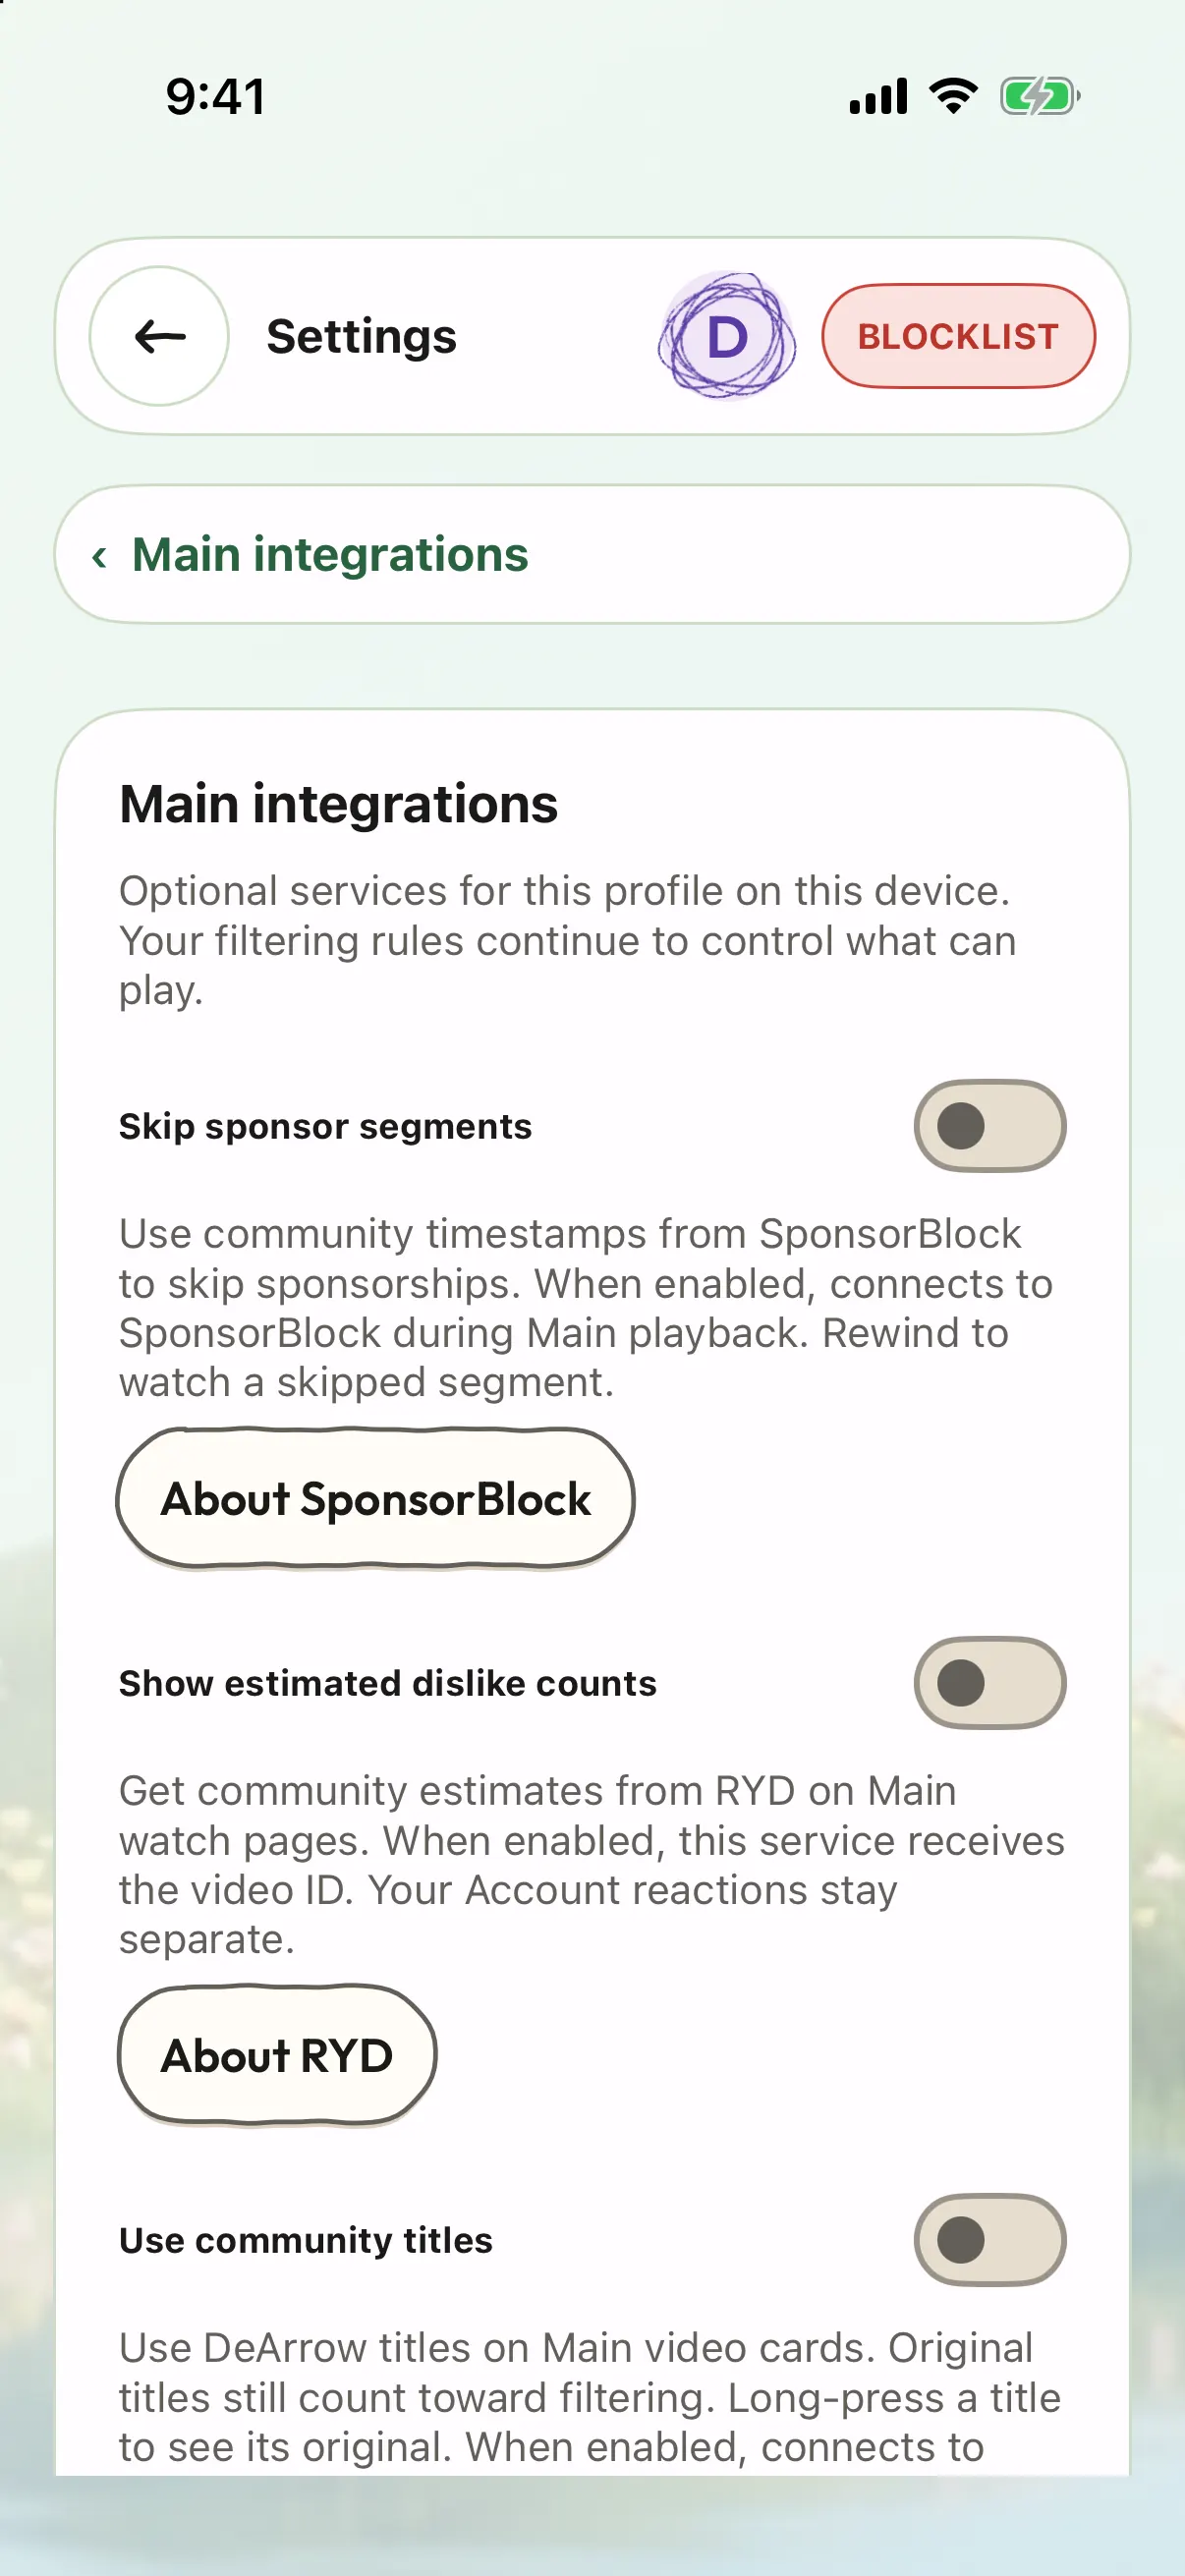 9:41
Settings
D
BLOCKLIST
‹ Main integrations
Main integrations
Optional services for this profile on this device.
Your filtering rules continue to control what can
play.
Skip sponsor segments
Use community timestamps from SponsorBlock
to skip sponsorships. When enabled, connects to
SponsorBlock during Main playback. Rewind to
watch a skipped segment.
About SponsorBlock
Show estimated dislike counts
Get community estimates from RYD on Main
watch pages. When enabled, this service receives
the video ID. Your Account reactions stay
separate.
About RYD
Use community titles
Use DeArrow titles on Main video cards. Original
titles still count toward filtering. Long-press a title
to see its original. When enabled, connects to